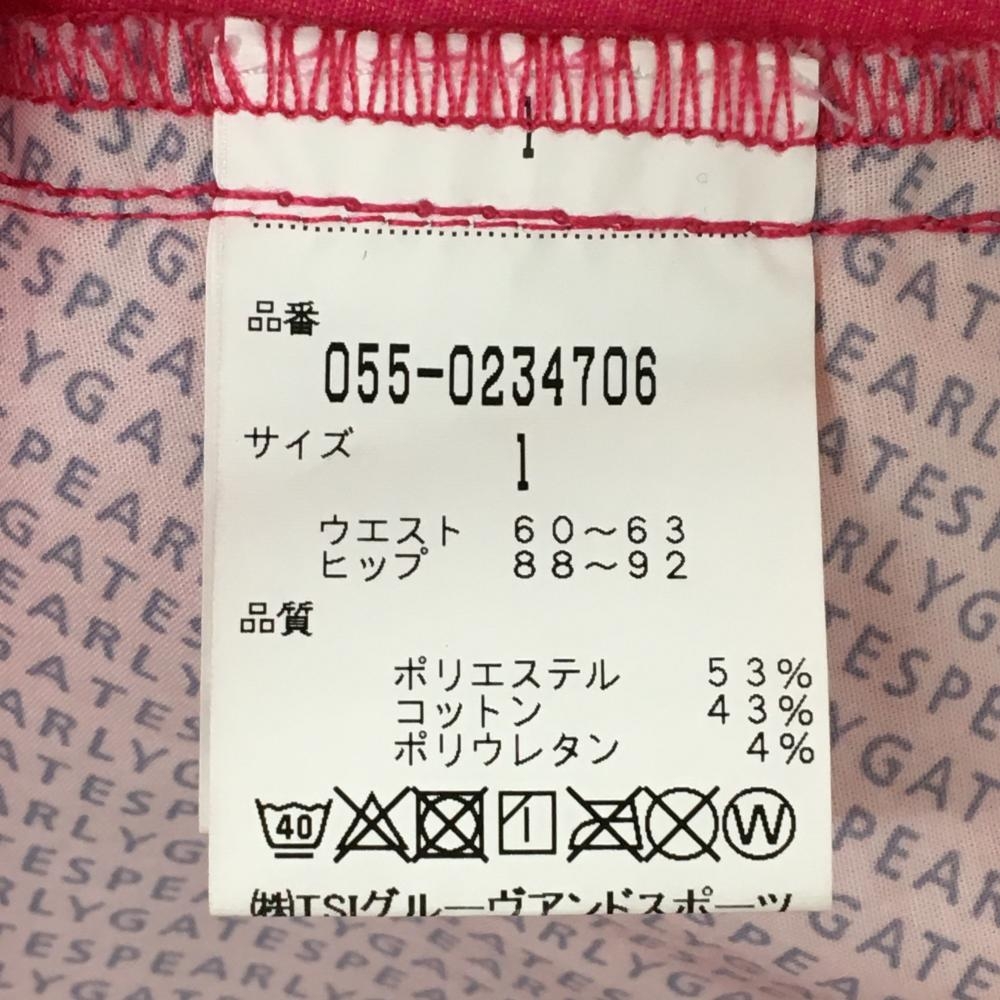 1
品番
055-0234706
サイズ
1
ウエスト 60〜63
ヒップ 88〜92
品質
ポリエステル 53%
コットン 43%
ポリウレタン 4%
40
W
㈱TSIグルーヴアンドスポーツ
PEARLYGATES